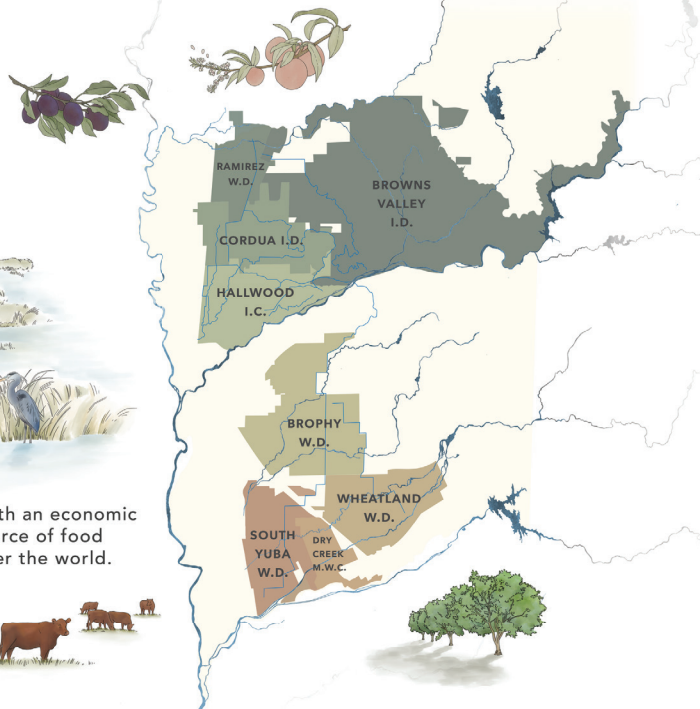 RAMIREZ
W.D.
BROWNS
VALLEY
I.D.
CORDUA I.D.
HALLWOOD
I.C.
BROPHY
W.D.
WHEATLAND
W.D.
SOUTH
YUBA
W.D.
DRY
CREEK
M.W.C.
th an economic
rce of food
er the world.